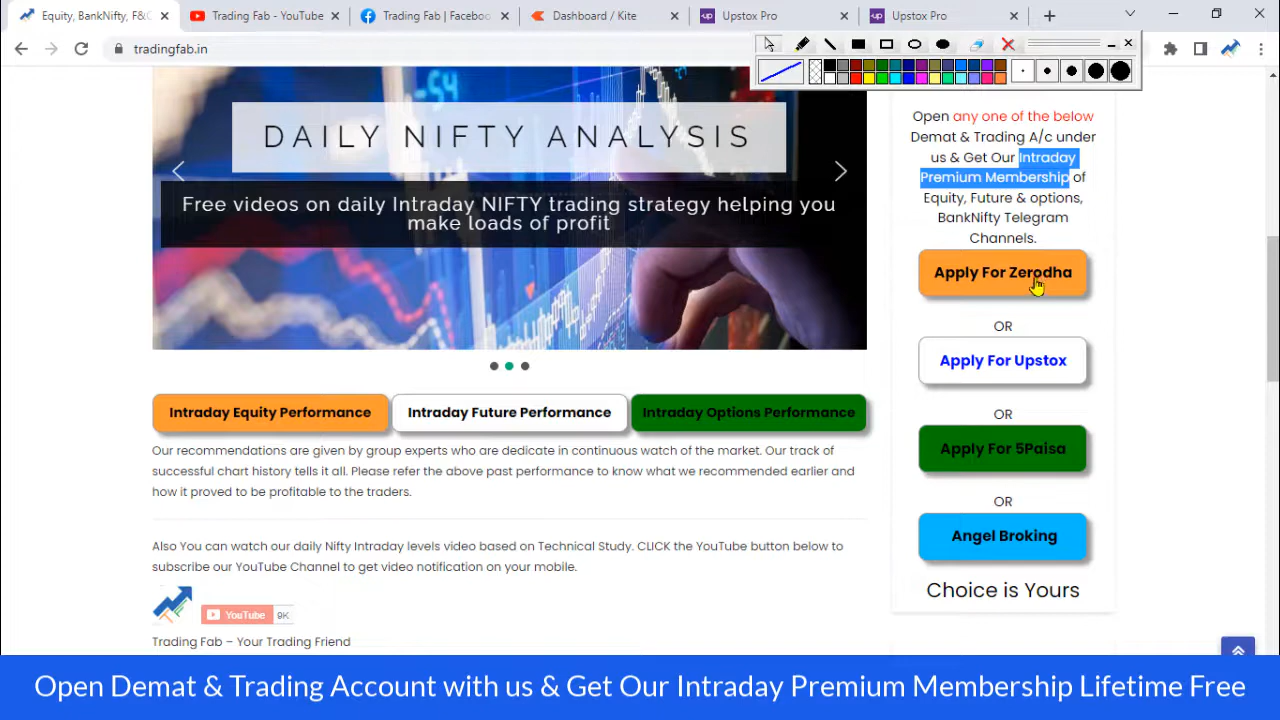 Equity, BankNifty, F&
Trading Fab - YouTube
Trading Fab | Facebo
Dashboard / Kite
Upstox Pro
Upstox Pro
tradingfab.in
DAILY NIFTY ANALYSIS
Free videos on daily Intraday NIFTY trading strategy helping you
make loads of profit
Intraday Equity Performance
Intraday Future Performance
Intraday Options Performance
Our recommendations are given by group experts who are dedicate in continuous watch of the market. Our track of
successful chart history tells it all. Please refer the above past performance to know what we recommended earlier and
how it proved to be profitable to the traders.
Also You can watch our daily Nifty Intraday levels video based on Technical Study. CLICK the YouTube button below to
subscribe our YouTube Channel to get video notification on your mobile.
YouTube 9K
Trading Fab – Your Trading Friend
Open any one of the below
Demat & Trading A/c under
us & Get Our Intraday
Premium Membership of
Equity, Future & options,
BankNifty Telegram
Channels.
Apply For Zerodha
OR
Apply For Upstox
OR
Apply For 5Paisa
OR
Angel Broking
Choice is Yours
Open Demat & Trading Account with us & Get Our Intraday Premium Membership Lifetime Free